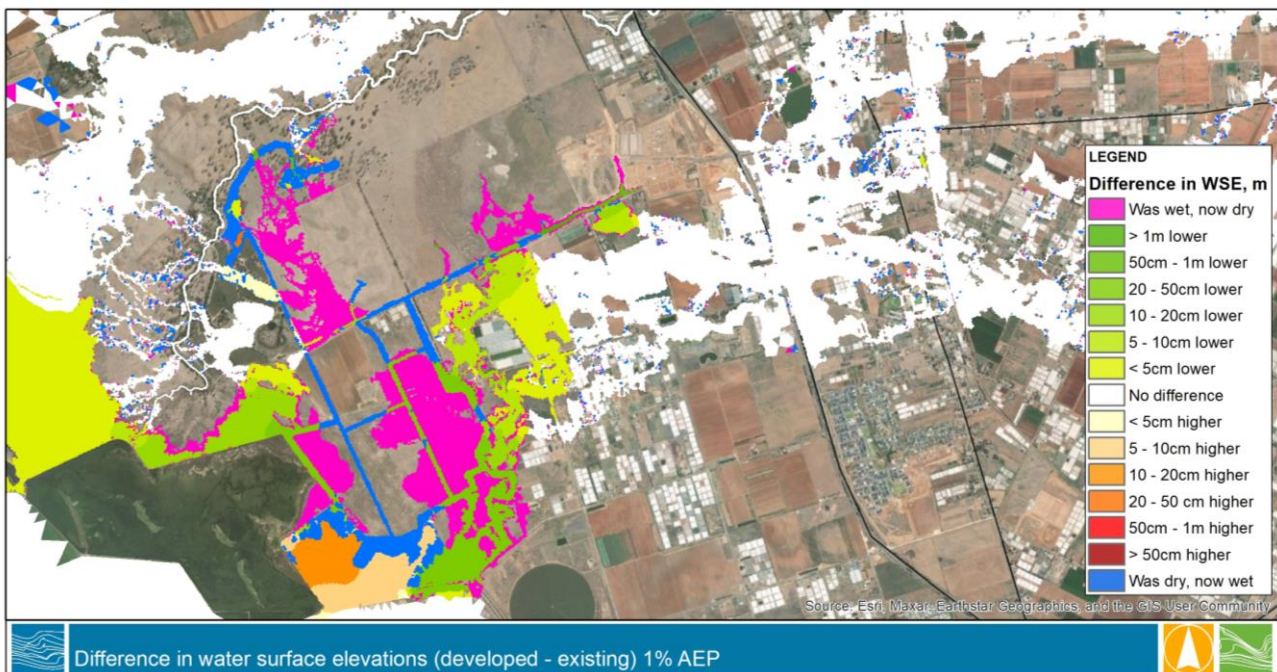 LEGEND
Difference in WSE, m
Was wet, now dry
> 1m lower
50cm - 1m lower
20 - 50cm lower
10 - 20cm lower
5 - 10cm lower
< 5cm lower
No difference
< 5cm higher
5 - 10cm higher
10 - 20cm higher
20 - 50 cm higher
50cm - 1m higher
> 50cm higher
Was dry, now wet
Source: Esri, Maxar, Earthstar Geographics, and the GIS User Community
Difference in water surface elevations (developed - existing) 1% AEP